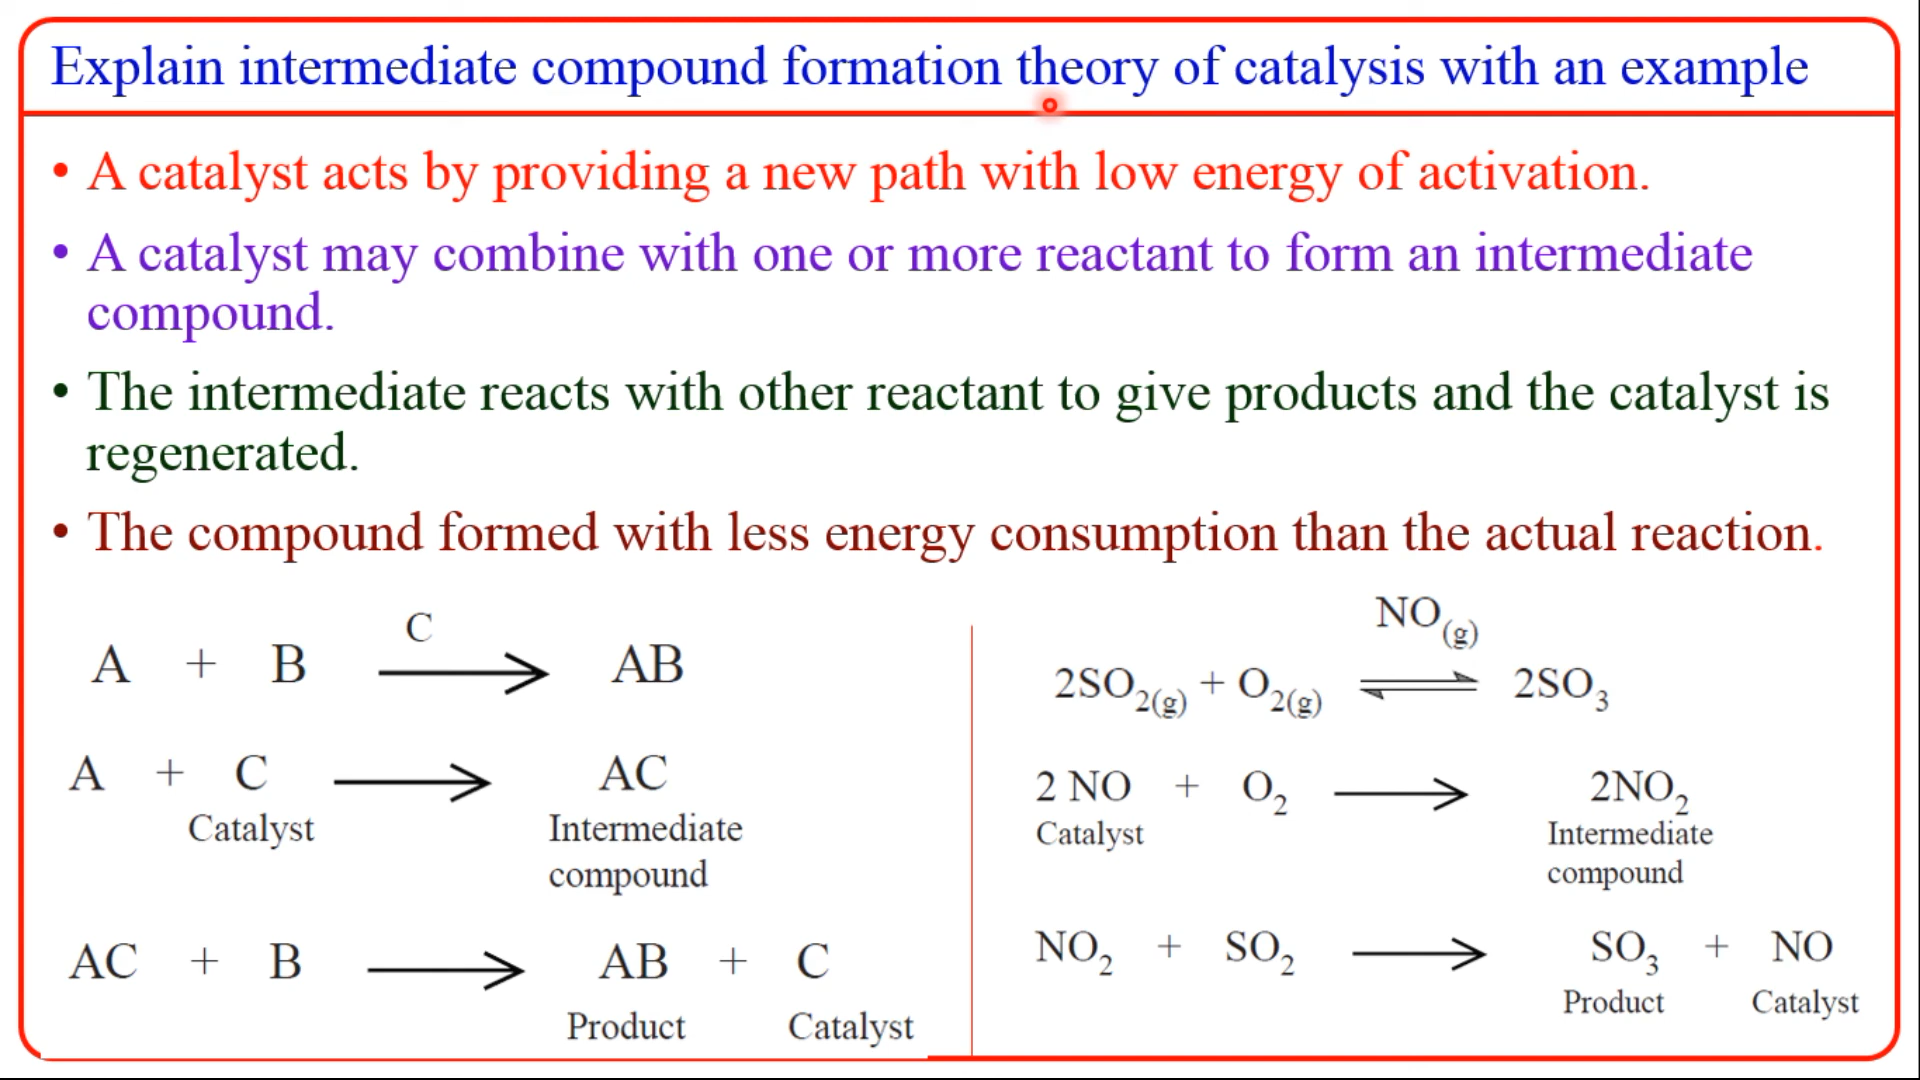 Explain intermediate compound formation theory of catalysis with an example
• A catalyst acts by providing a new path with low energy of activation.
• A catalyst may combine with one or more reactant to form an intermediate
compound.
• The intermediate reacts with other reactant to give products and the catalyst is
regenerated.
• The compound formed with less energy consumption than the actual reaction.
C
A + B ⟶ AB
A + C ⟶ AC
Catalyst Intermediate
compound
AC + B ⟶ AB + C
Product Catalyst
NO(g)
2SO₂(g) + O₂(g) ⇌ 2SO₃
2 NO + O₂ ⟶ 2NO₂
Catalyst Intermediate
compound
NO₂ + SO₂ ⟶ SO₃ + NO
Product Catalyst